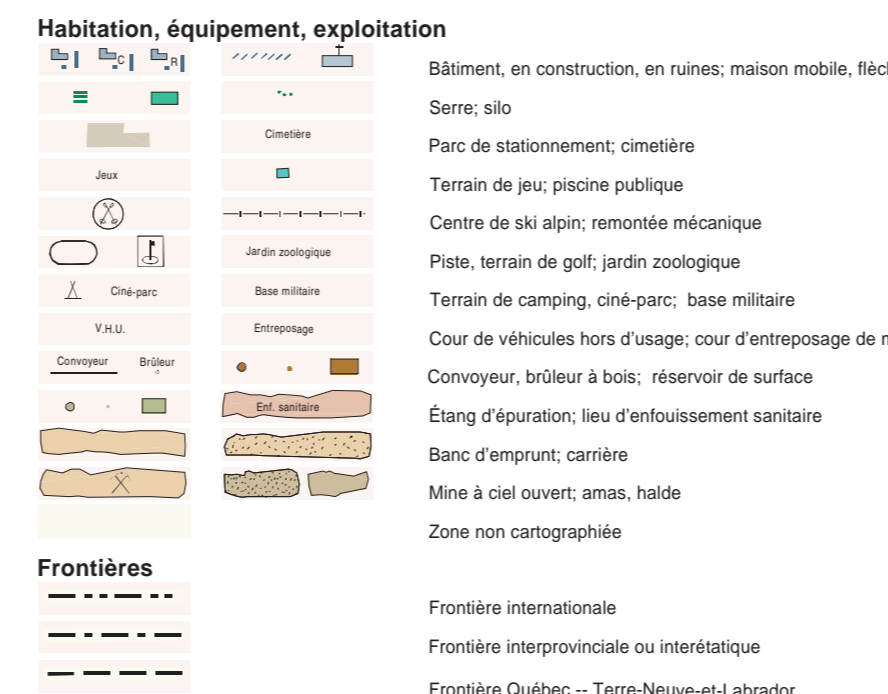 Habitation, équipement, exploitation
C R
Bâtiment, en construction, en ruines; maison mobile,
Serre; silo
Cimetière
Parc de stationnement; cimetière
Jeux
Terrain de jeu; piscine publique
Centre de ski alpin; remontée mécanique
Jardin zoologique
Piste, terrain de golf; jardin zoologique
Ciné-parc Base militaire
Terrain de camping, ciné-parc; base militaire
V.H.U. Entreposage
Cour de véhicules hors d'usage; cour d'entreposage de
Convoyeur Brûleur
Convoyeur, brûleur à bois; réservoir de surface
Enf. sanitaire
Étang d'épuration; lieu d'enfouissement sanitaire
Banc d'emprunt; carrière
Mine à ciel ouvert; amas, halde
Zone non cartographiée
Frontières
Frontière internationale
Frontière interprovinciale ou interétatique
Frontière Québec -- Terre-Neuve-et-Labrador